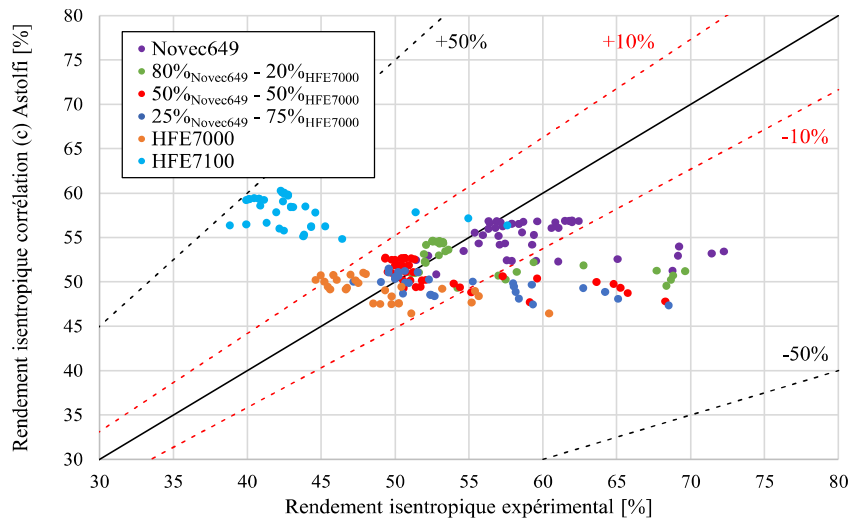 Rendement isentropique corrélation (c) Astolfi [%]
80
75
70
65
60
55
50
45
40
35
30
Novec649
80%Novec649 - 20%HFE7000
50%Novec649 - 50%HFE7000
25%Novec649 - 75%HFE7000
HFE7000
HFE7100
+50%
+10%
-10%
-50%
30 35 40 45 50 55 60 65 70 75 80
Rendement isentropique expérimental [%]